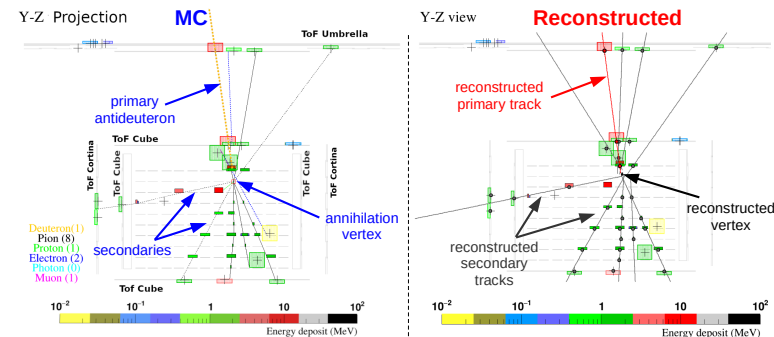 Y-Z Projection
MC
ToF Umbrella
primary
antideuteron
ToF Cube
ToF Cortina
ToF Cube
ToF Cube
ToF Cortina
annihilation
vertex
secondaries
Deuteron(1)
Pion (8)
Proton (1)
Electron (2)
Photon (0)
Muon (1)
Tof Cube
10-2 10-1 1 10 102
Energy deposit (MeV)
Y-Z view
Reconstructed
reconstructed
primary track
reconstructed
vertex
reconstructed
secondary
tracks
10-2 10-1 1 10 102
Energy deposit (MeV)